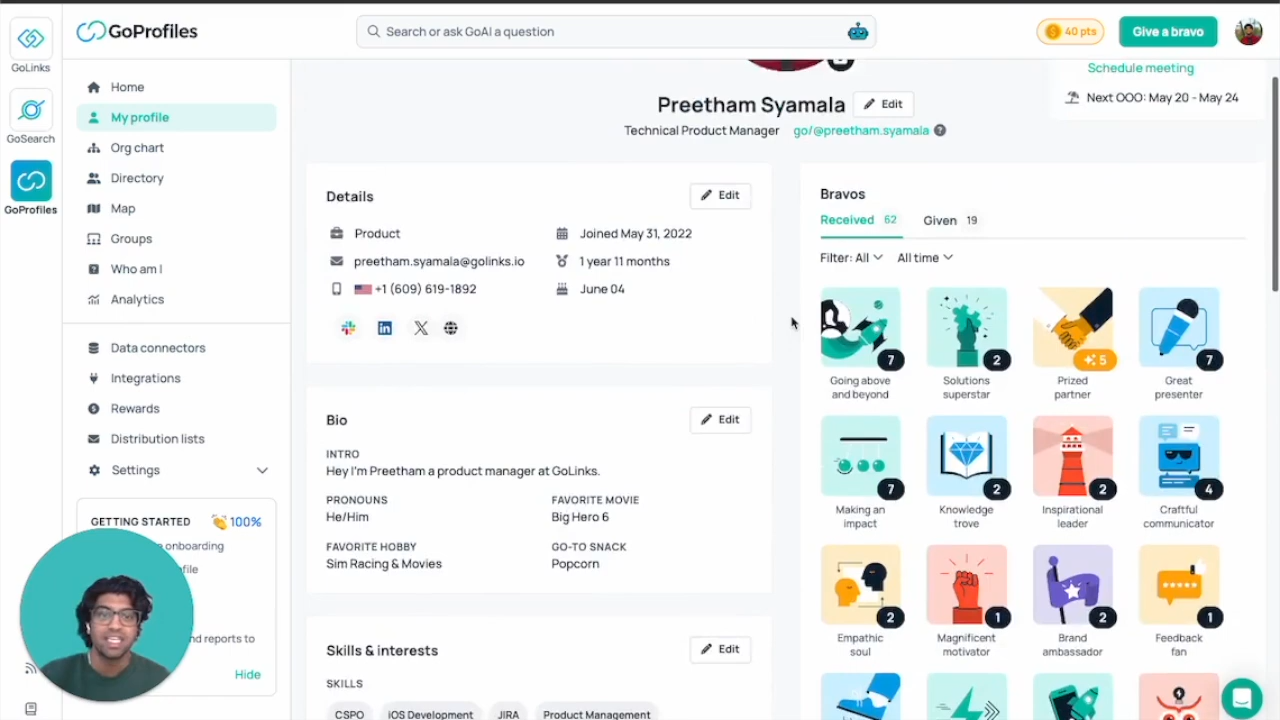 GoLinks
GoSearch
GoProfiles
GoProfiles
Search or ask GoAI a question
40 pts
Give a bravo
Home
My profile
Org chart
Directory
Map
Groups
Who am I
Analytics
Data connectors
Integrations
Rewards
Distribution lists
Settings
GETTING STARTED 👏 100%
onboarding
nd reports to
Hide
Schedule meeting
Next OOO: May 20 - May 24
Preetham Syamala
Edit
Technical Product Manager go/@preetham.syamala ?
Details
Edit
Product
Joined May 31, 2022
preetham.syamala@golinks.io
1 year 11 months
+1 (609) 619-1892
June 04
Bio
Edit
INTRO
Hey I'm Preetham a product manager at GoLinks.
PRONOUNS
He/Him
FAVORITE MOVIE
Big Hero 6
FAVORITE HOBBY
Sim Racing & Movies
GO-TO SNACK
Popcorn
Skills & interests
Edit
SKILLS
CSPO iOS Development JIRA Product Management
Bravos
Received 62 Given 19
Filter: All All time
7
Going above
and beyond
2
Solutions
superstar
5
Prized
partner
7
Great
presenter
7
Making an
impact
2
Knowledge
trove
2
Inspirational
leader
4
Craftful
communicator
2
Empathic
soul
1
Magnificent
motivator
2
Brand
ambassador
1
Feedback
fan